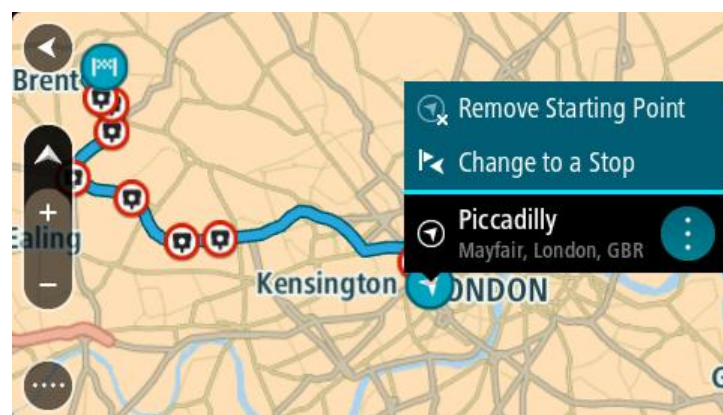 Brent
Remove Starting Point
Change to a Stop
Piccadilly
Mayfair, London, GBR
Ealing
Kensington
ONDON
G